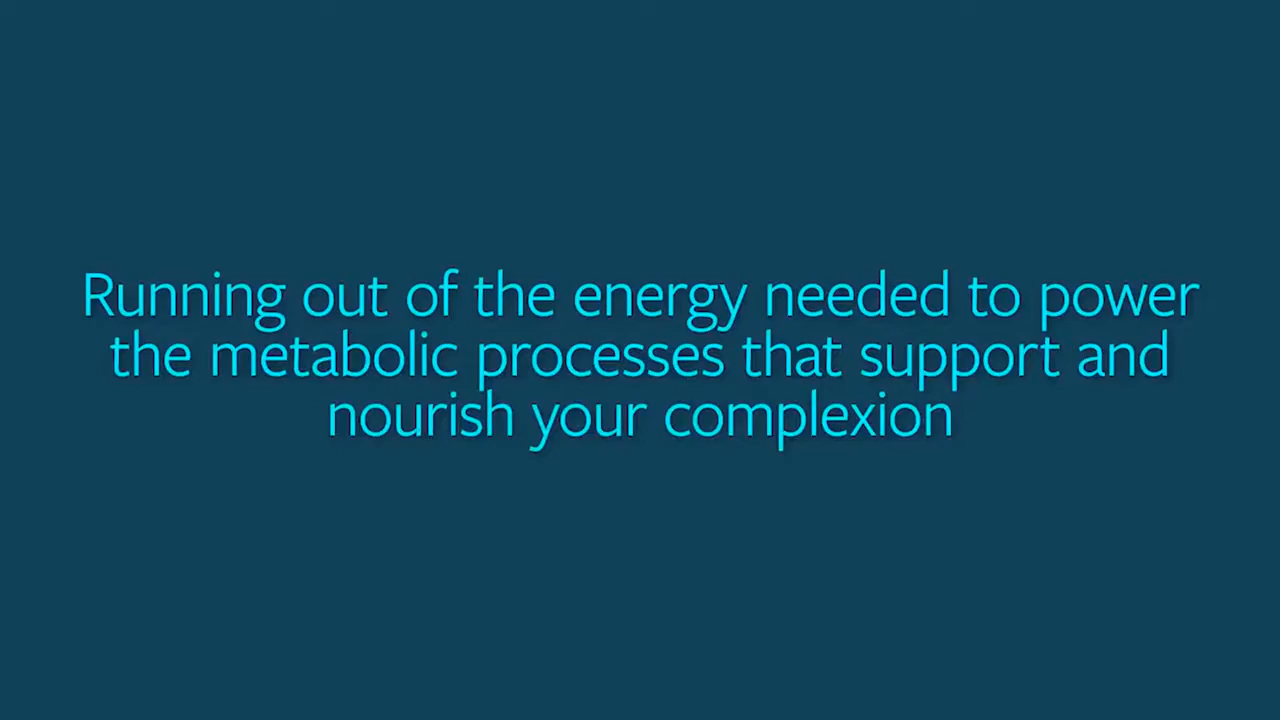 Running out of the energy needed to power
the metabolic processes that support and
nourish your complexion